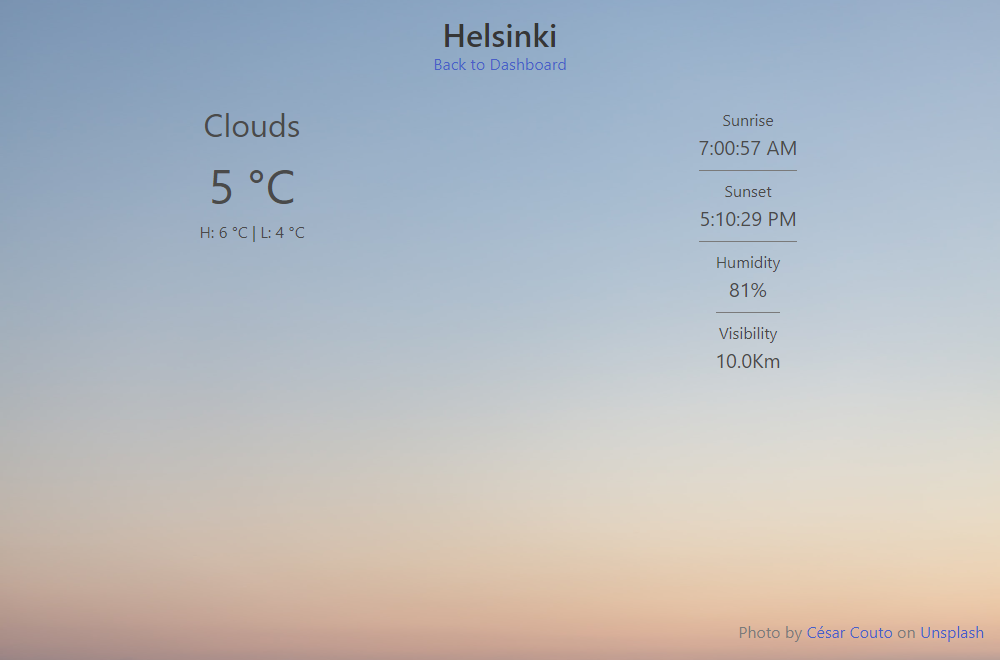 Helsinki
Back to Dashboard
Clouds
5 °C
H: 6 °C | L: 4 °C
Sunrise
7:00:57 AM
Sunset
5:10:29 PM
Humidity
81%
Visibility
10.0Km
Photo by César Couto on Unsplash